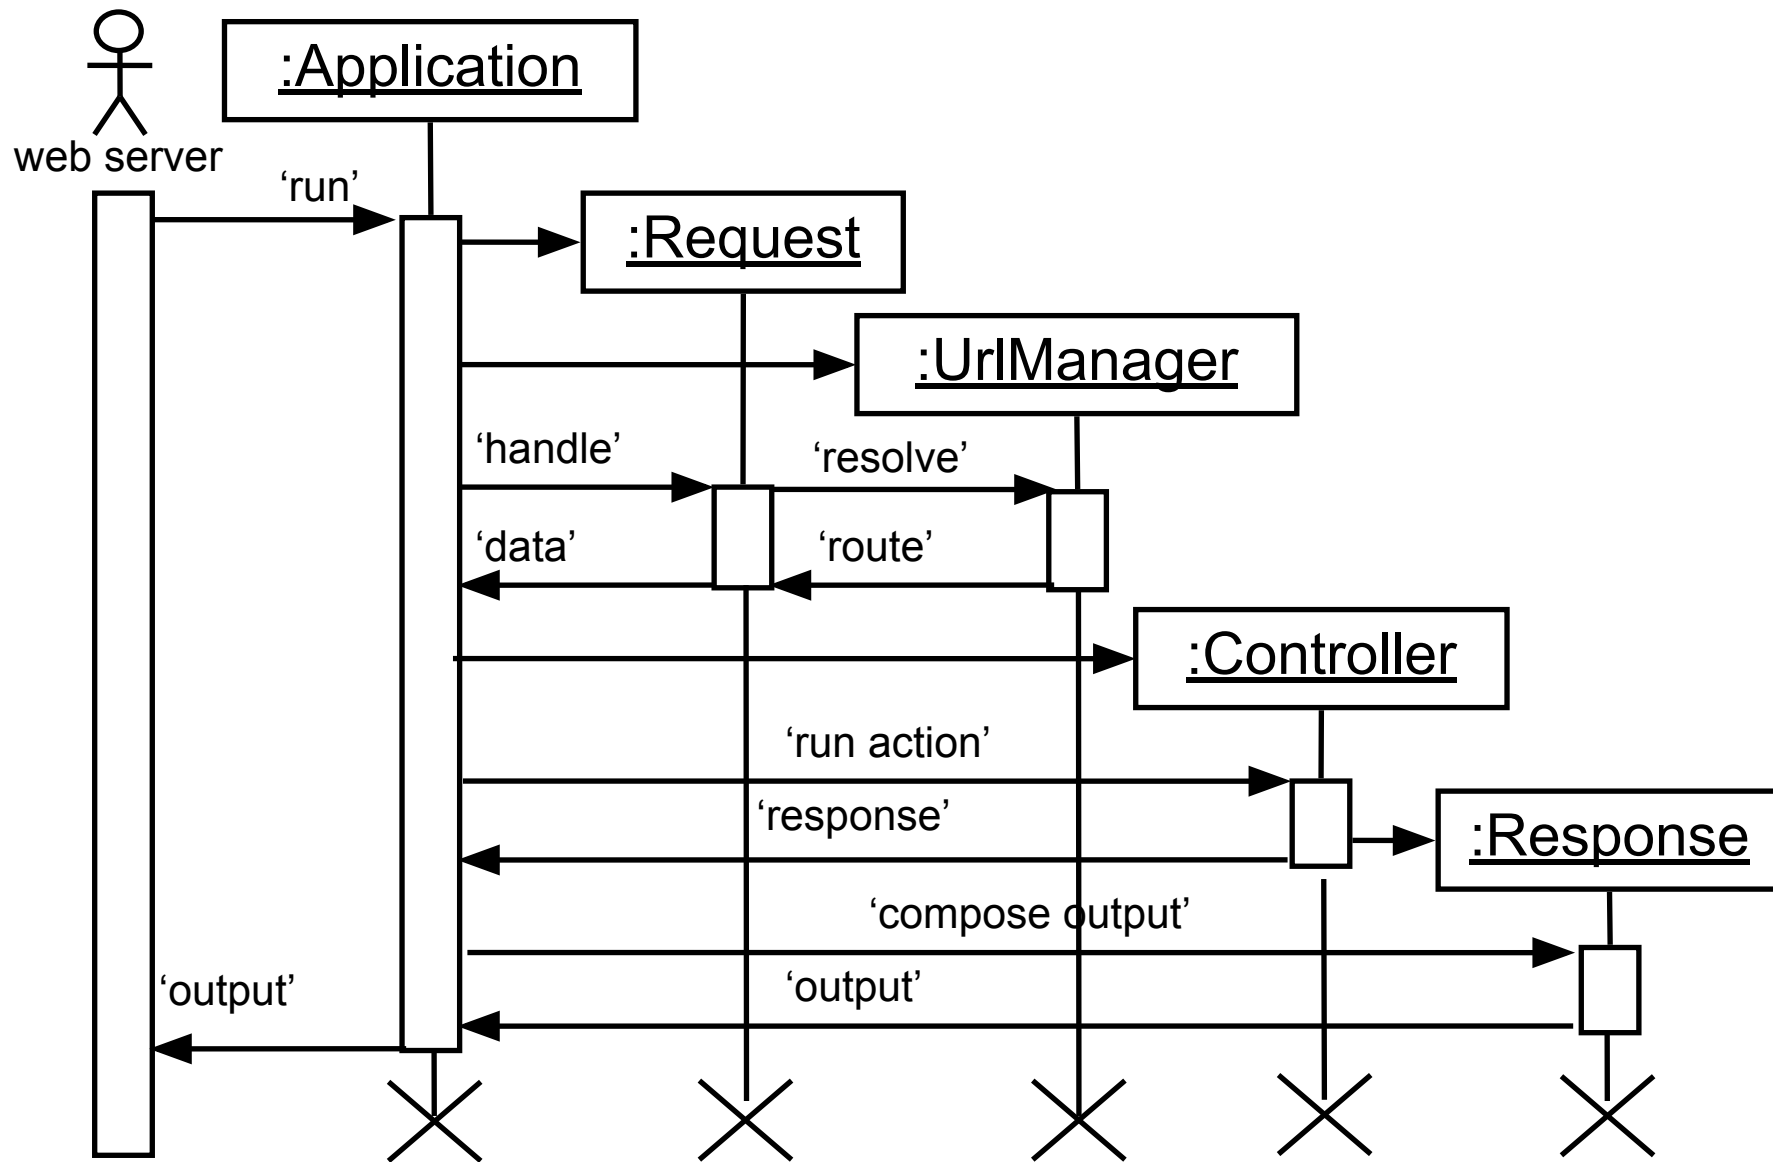 :Application
web server
‘run’
:Request
:UrlManager
‘handle’
‘resolve’
‘data’
‘route’
:Controller
‘run action’
‘response’
:Response
‘compose output’
‘output’
‘output’